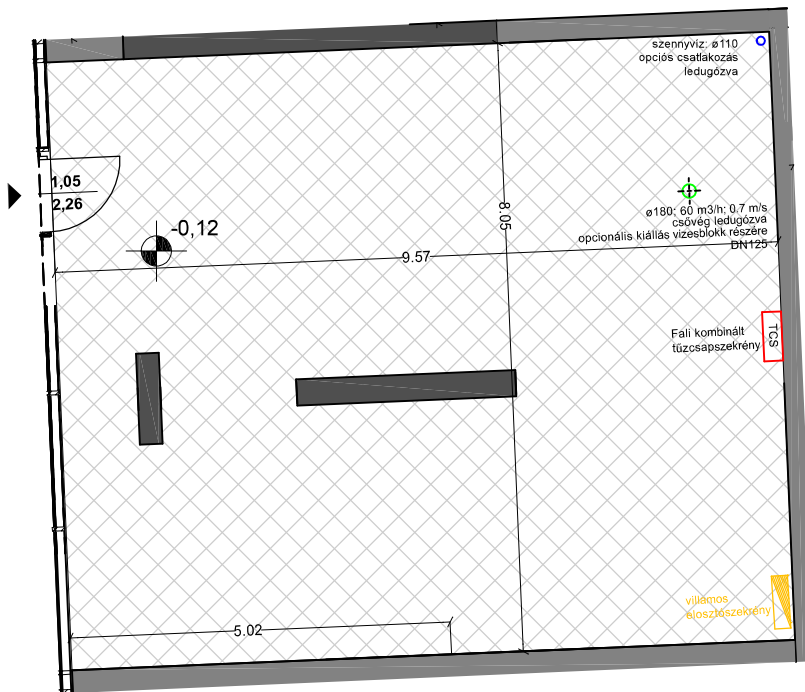 szennyvíz: ø110
opciós csatlakozás
ledugózva
1,05
2,26
-0,12
8.05
ø180; 60 m3/h; 0.7 m/s
csővég ledugózva
opcionális kiállás vizesblokk részére
DN125
9.57
Fali kombinált
tűzcsapszekrény
TCS
villamos
elosztószekrény
5.02